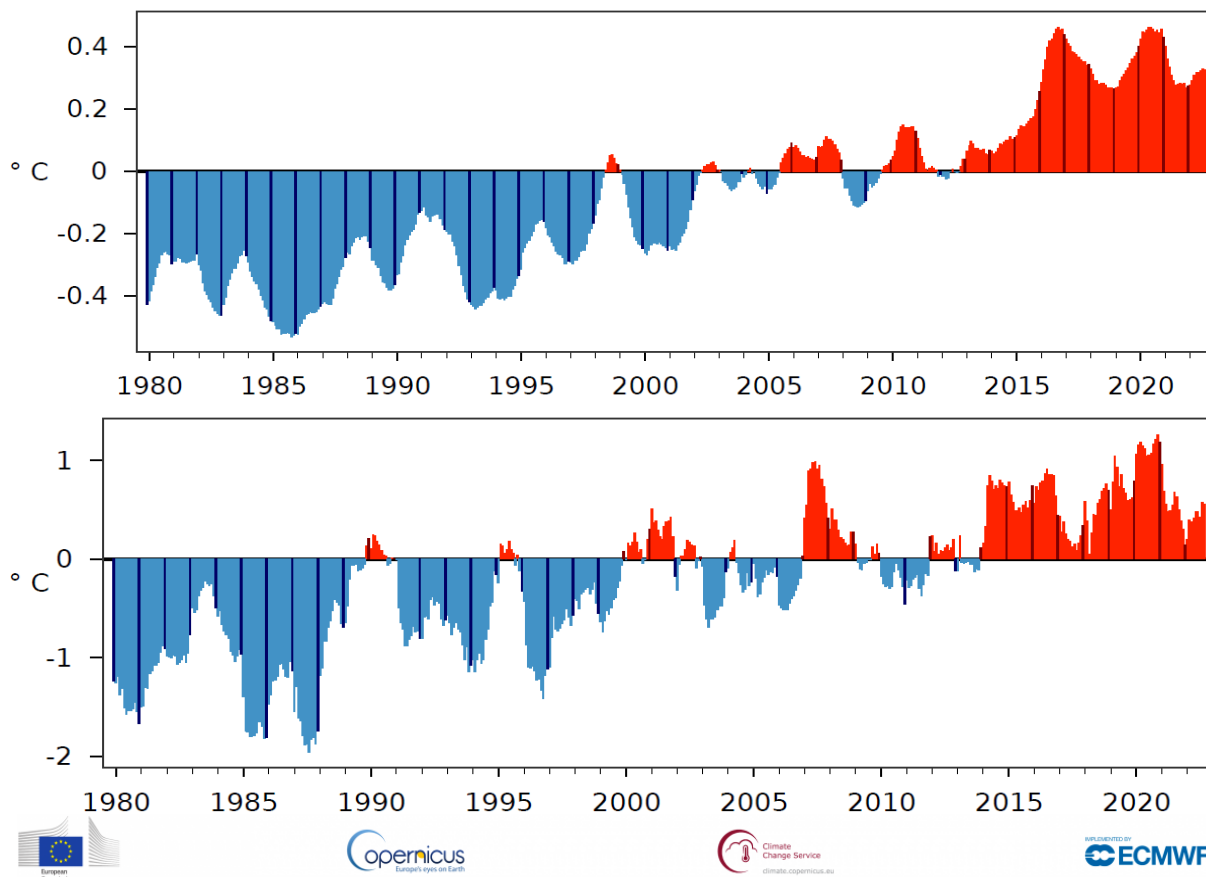 0.4
0.2
0
° C
-0.2
-0.4
1980 1985 1990 1995 2000 2005 2010 2015 2020
1
0
° C
-1
-2
1980 1985 1990 1995 2000 2005 2010 2015 2020
European
opernicus
Europe's eyes on Earth
Climate
Change Service
climate.copernicus.eu
IMPLEMENTED BY
ECMWF